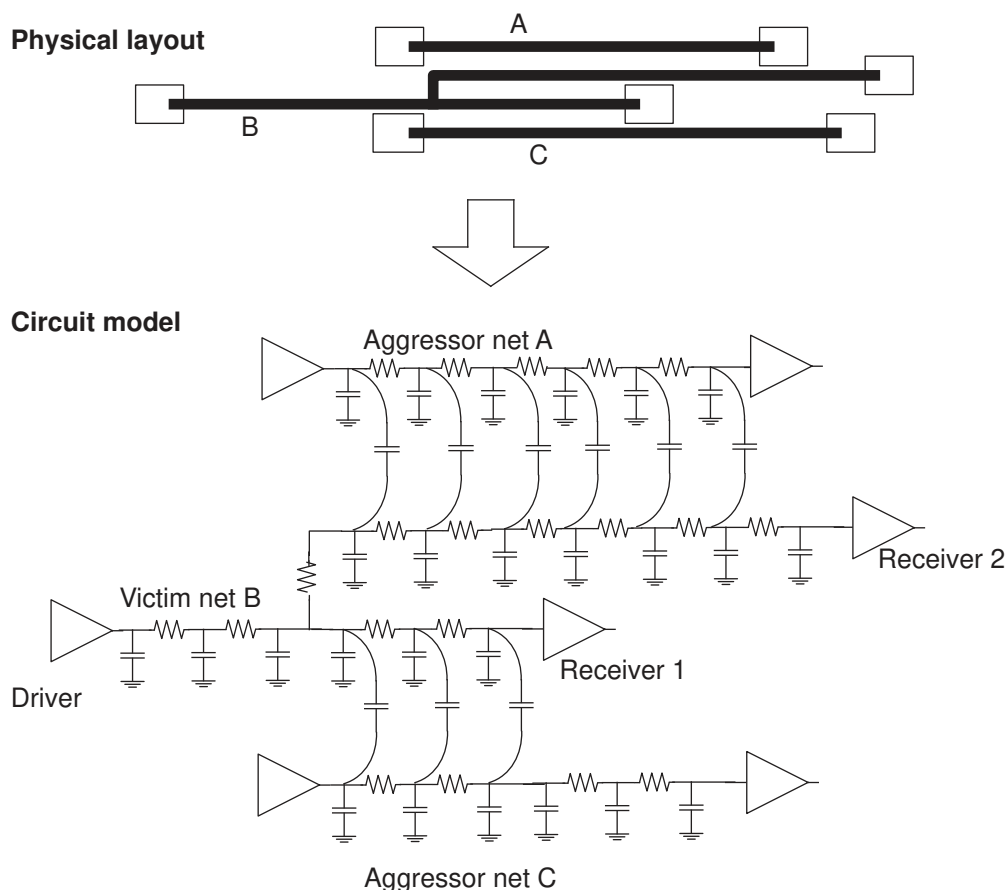 Physical layout
A
B
C
Circuit model
Aggressor net A
Receiver 2
Victim net B
Receiver 1
Driver
Aggressor net C